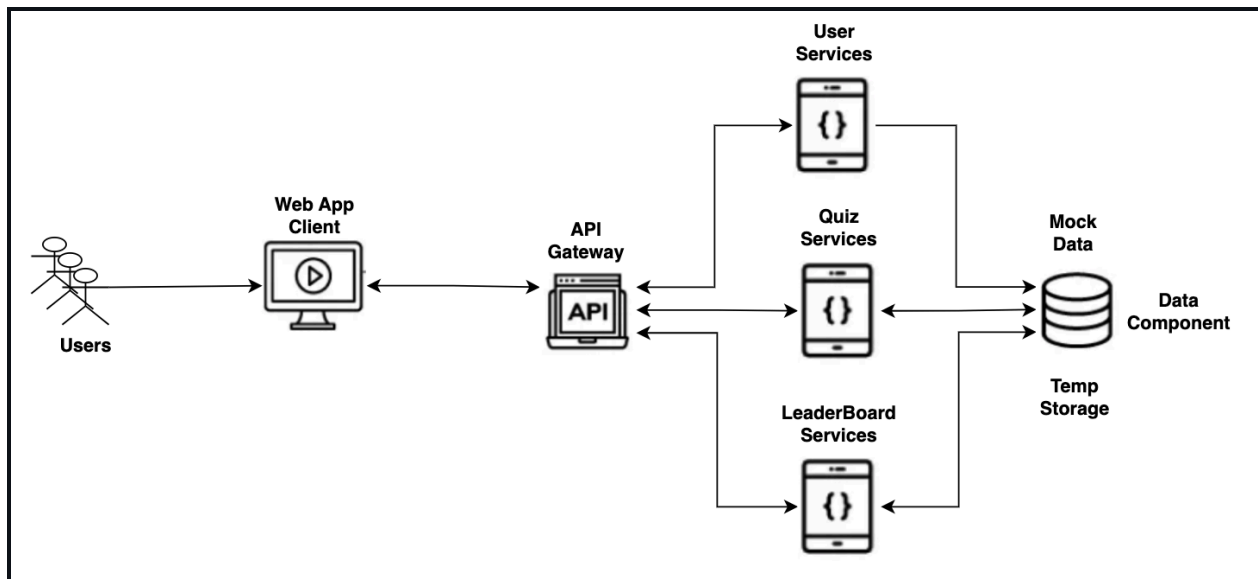 User
Services
{ }
Web App
Client
Users
API
Gateway
API
Quiz
Services
{ }
Mock
Data
Data
Component
Temp
Storage
LeaderBoard
Services
{ }